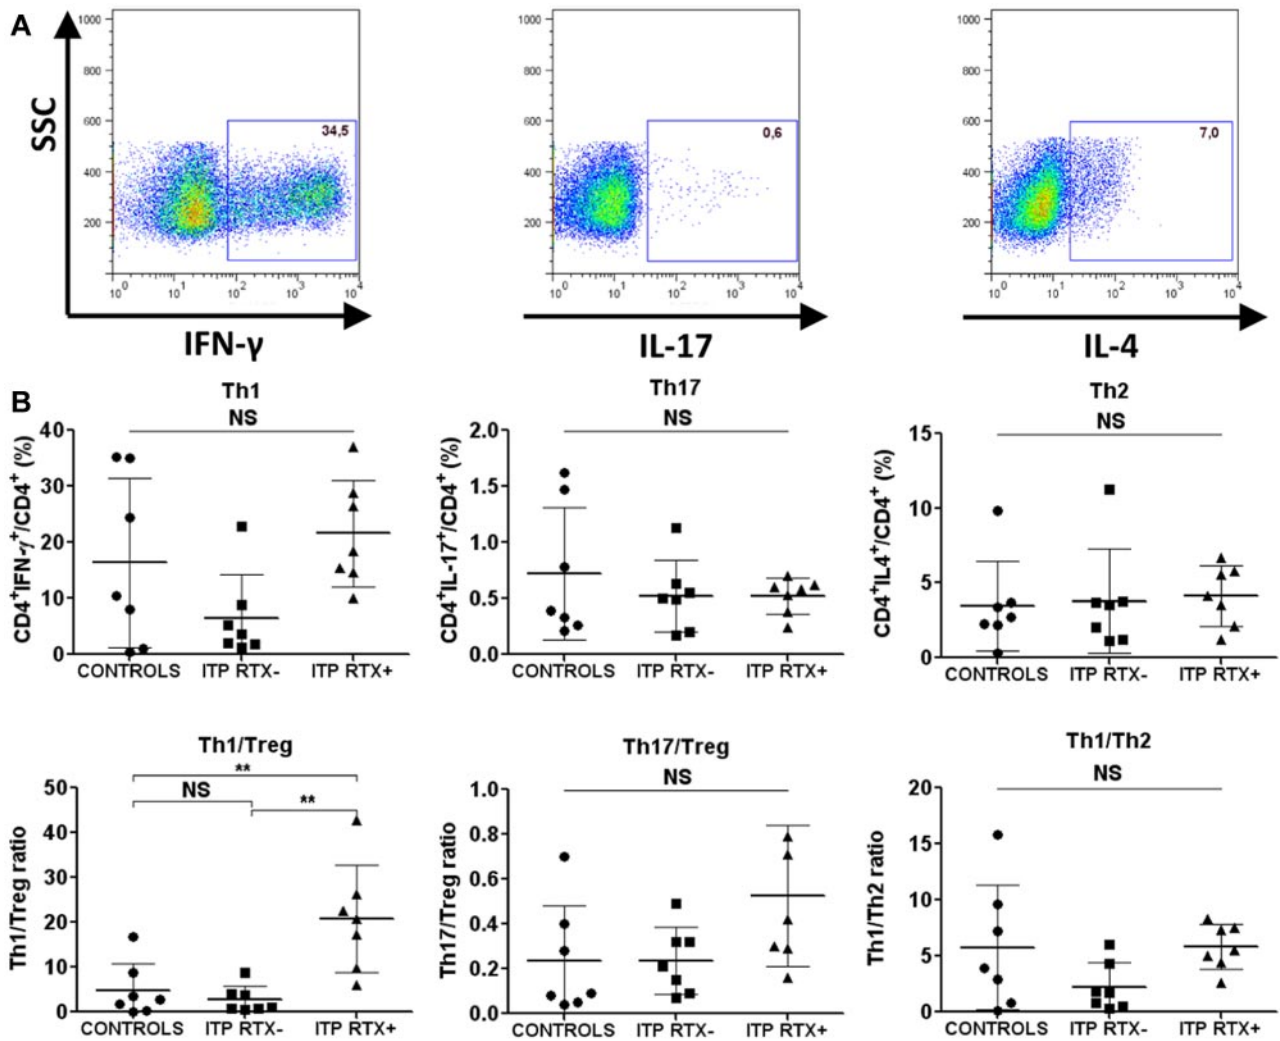 A
SSC
1000
800
600
400
200
34,5
10^0 10^1 10^2 10^3 10^4
IFN-γ
1000
800
600
400
200
0,6
10^0 10^1 10^2 10^3 10^4
IL-17
1000
800
600
400
200
7,0
10^0 10^1 10^2 10^3 10^4
IL-4
B
Th1
NS
CD4+IFN-γ+/CD4+ (%)
40
30
20
10
0
CONTROLS ITP RTX- ITP RTX+
Th17
NS
CD4+IL-17+/CD4+ (%)
2.0
1.5
1.0
0.5
0.0
CONTROLS ITP RTX- ITP RTX+
Th2
NS
CD4+IL4+/CD4+ (%)
15
10
5
0
CONTROLS ITP RTX- ITP RTX+
Th1/Treg
**
NS
**
Th1/Treg ratio
50
40
30
20
10
0
CONTROLS ITP RTX- ITP RTX+
Th17/Treg
NS
Th17/Treg ratio
1.0
0.8
0.6
0.4
0.2
0.0
CONTROLS ITP RTX- ITP RTX+
Th1/Th2
NS
Th1/Th2 ratio
20
15
10
5
0
CONTROLS ITP RTX- ITP RTX+